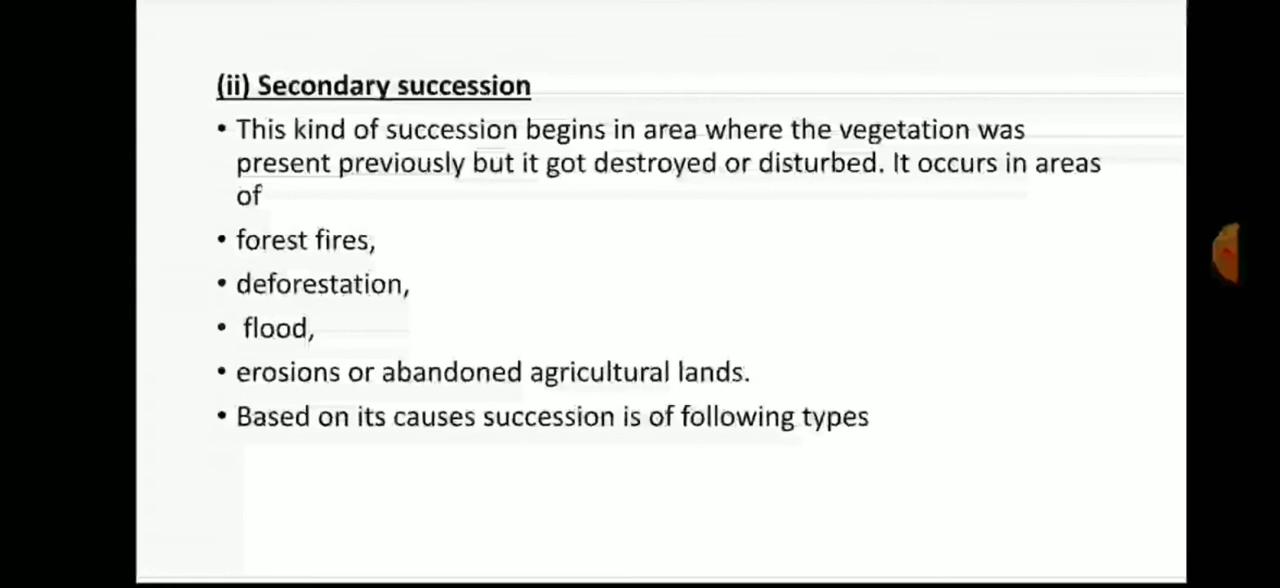 (ii) Secondary succession
• This kind of succession begins in area where the vegetation was
present previously but it got destroyed or disturbed. It occurs in areas
of
• forest fires,
• deforestation,
• flood,
• erosions or abandoned agricultural lands.
• Based on its causes succession is of following types